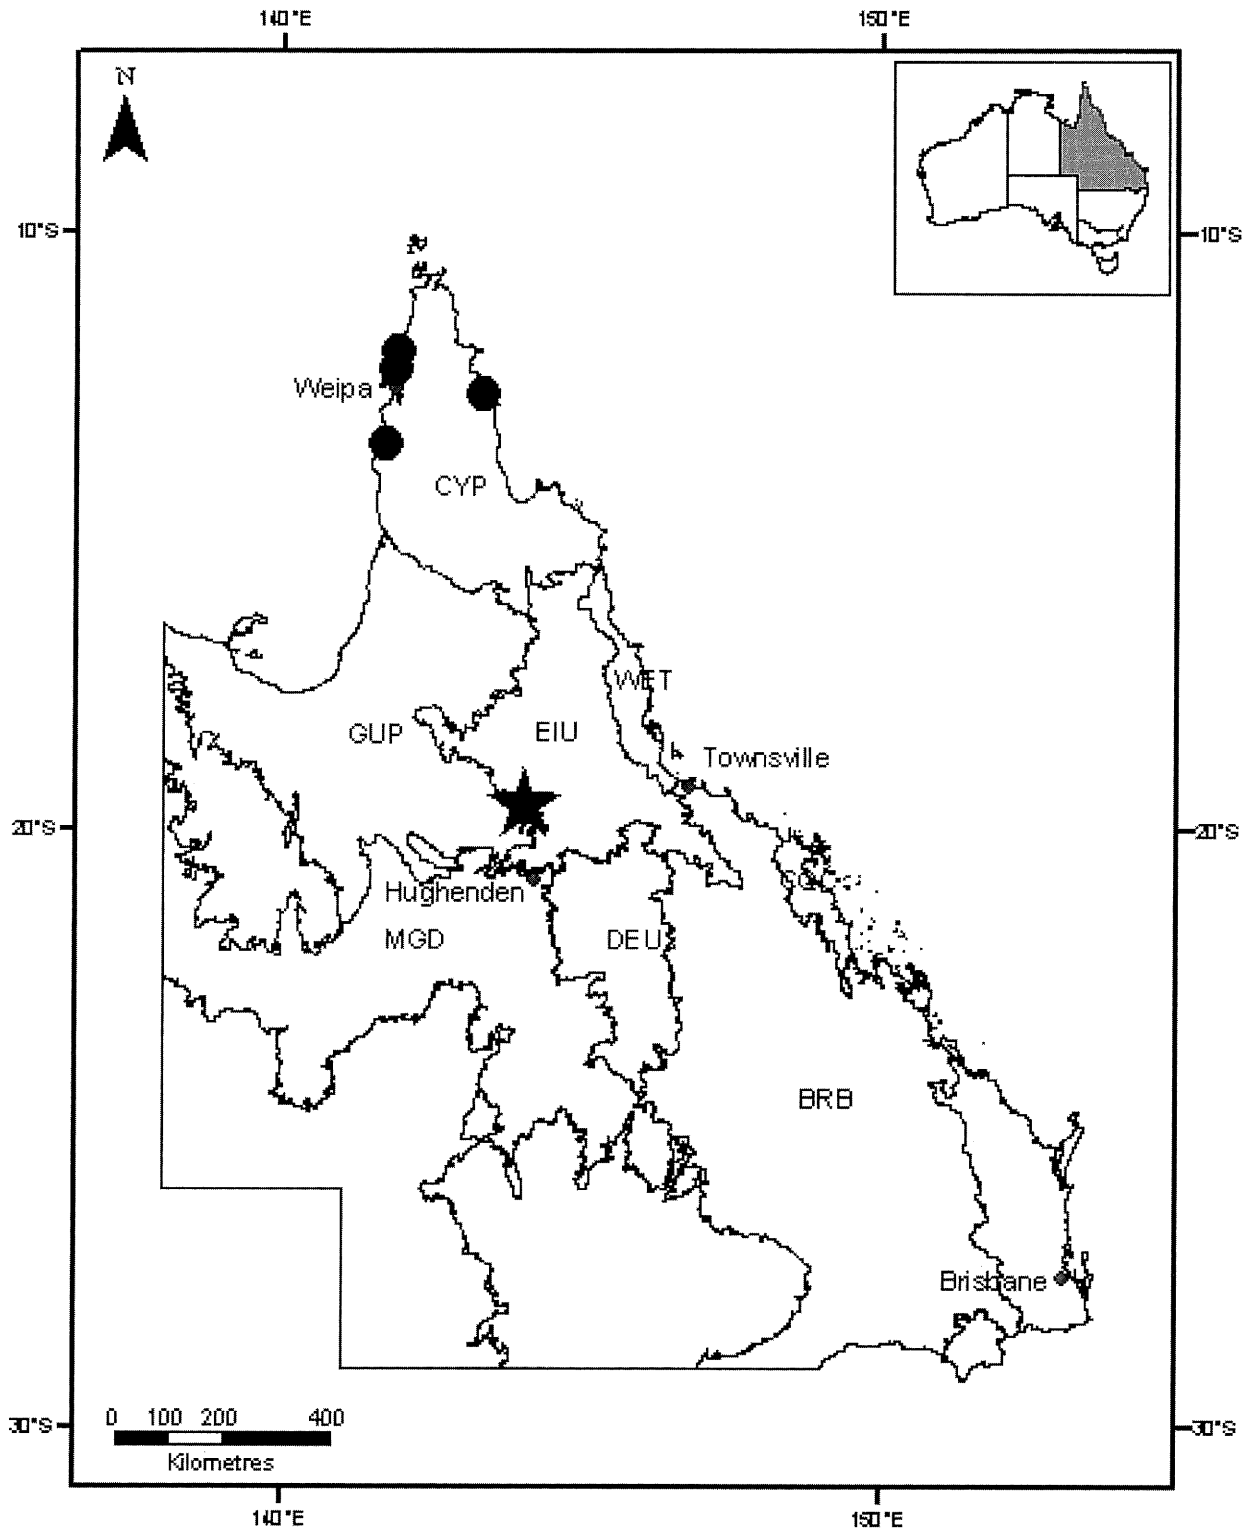 140°E 150°E
N
10°S 10°S
Weipa
CYP
WET
GUP EIU
Townsville
20°S 20°S
Hughenden
MGD DEU
BRB
Brisbane
0 100 200 400
Kilometres
30°S 30°S
140°E 150°E